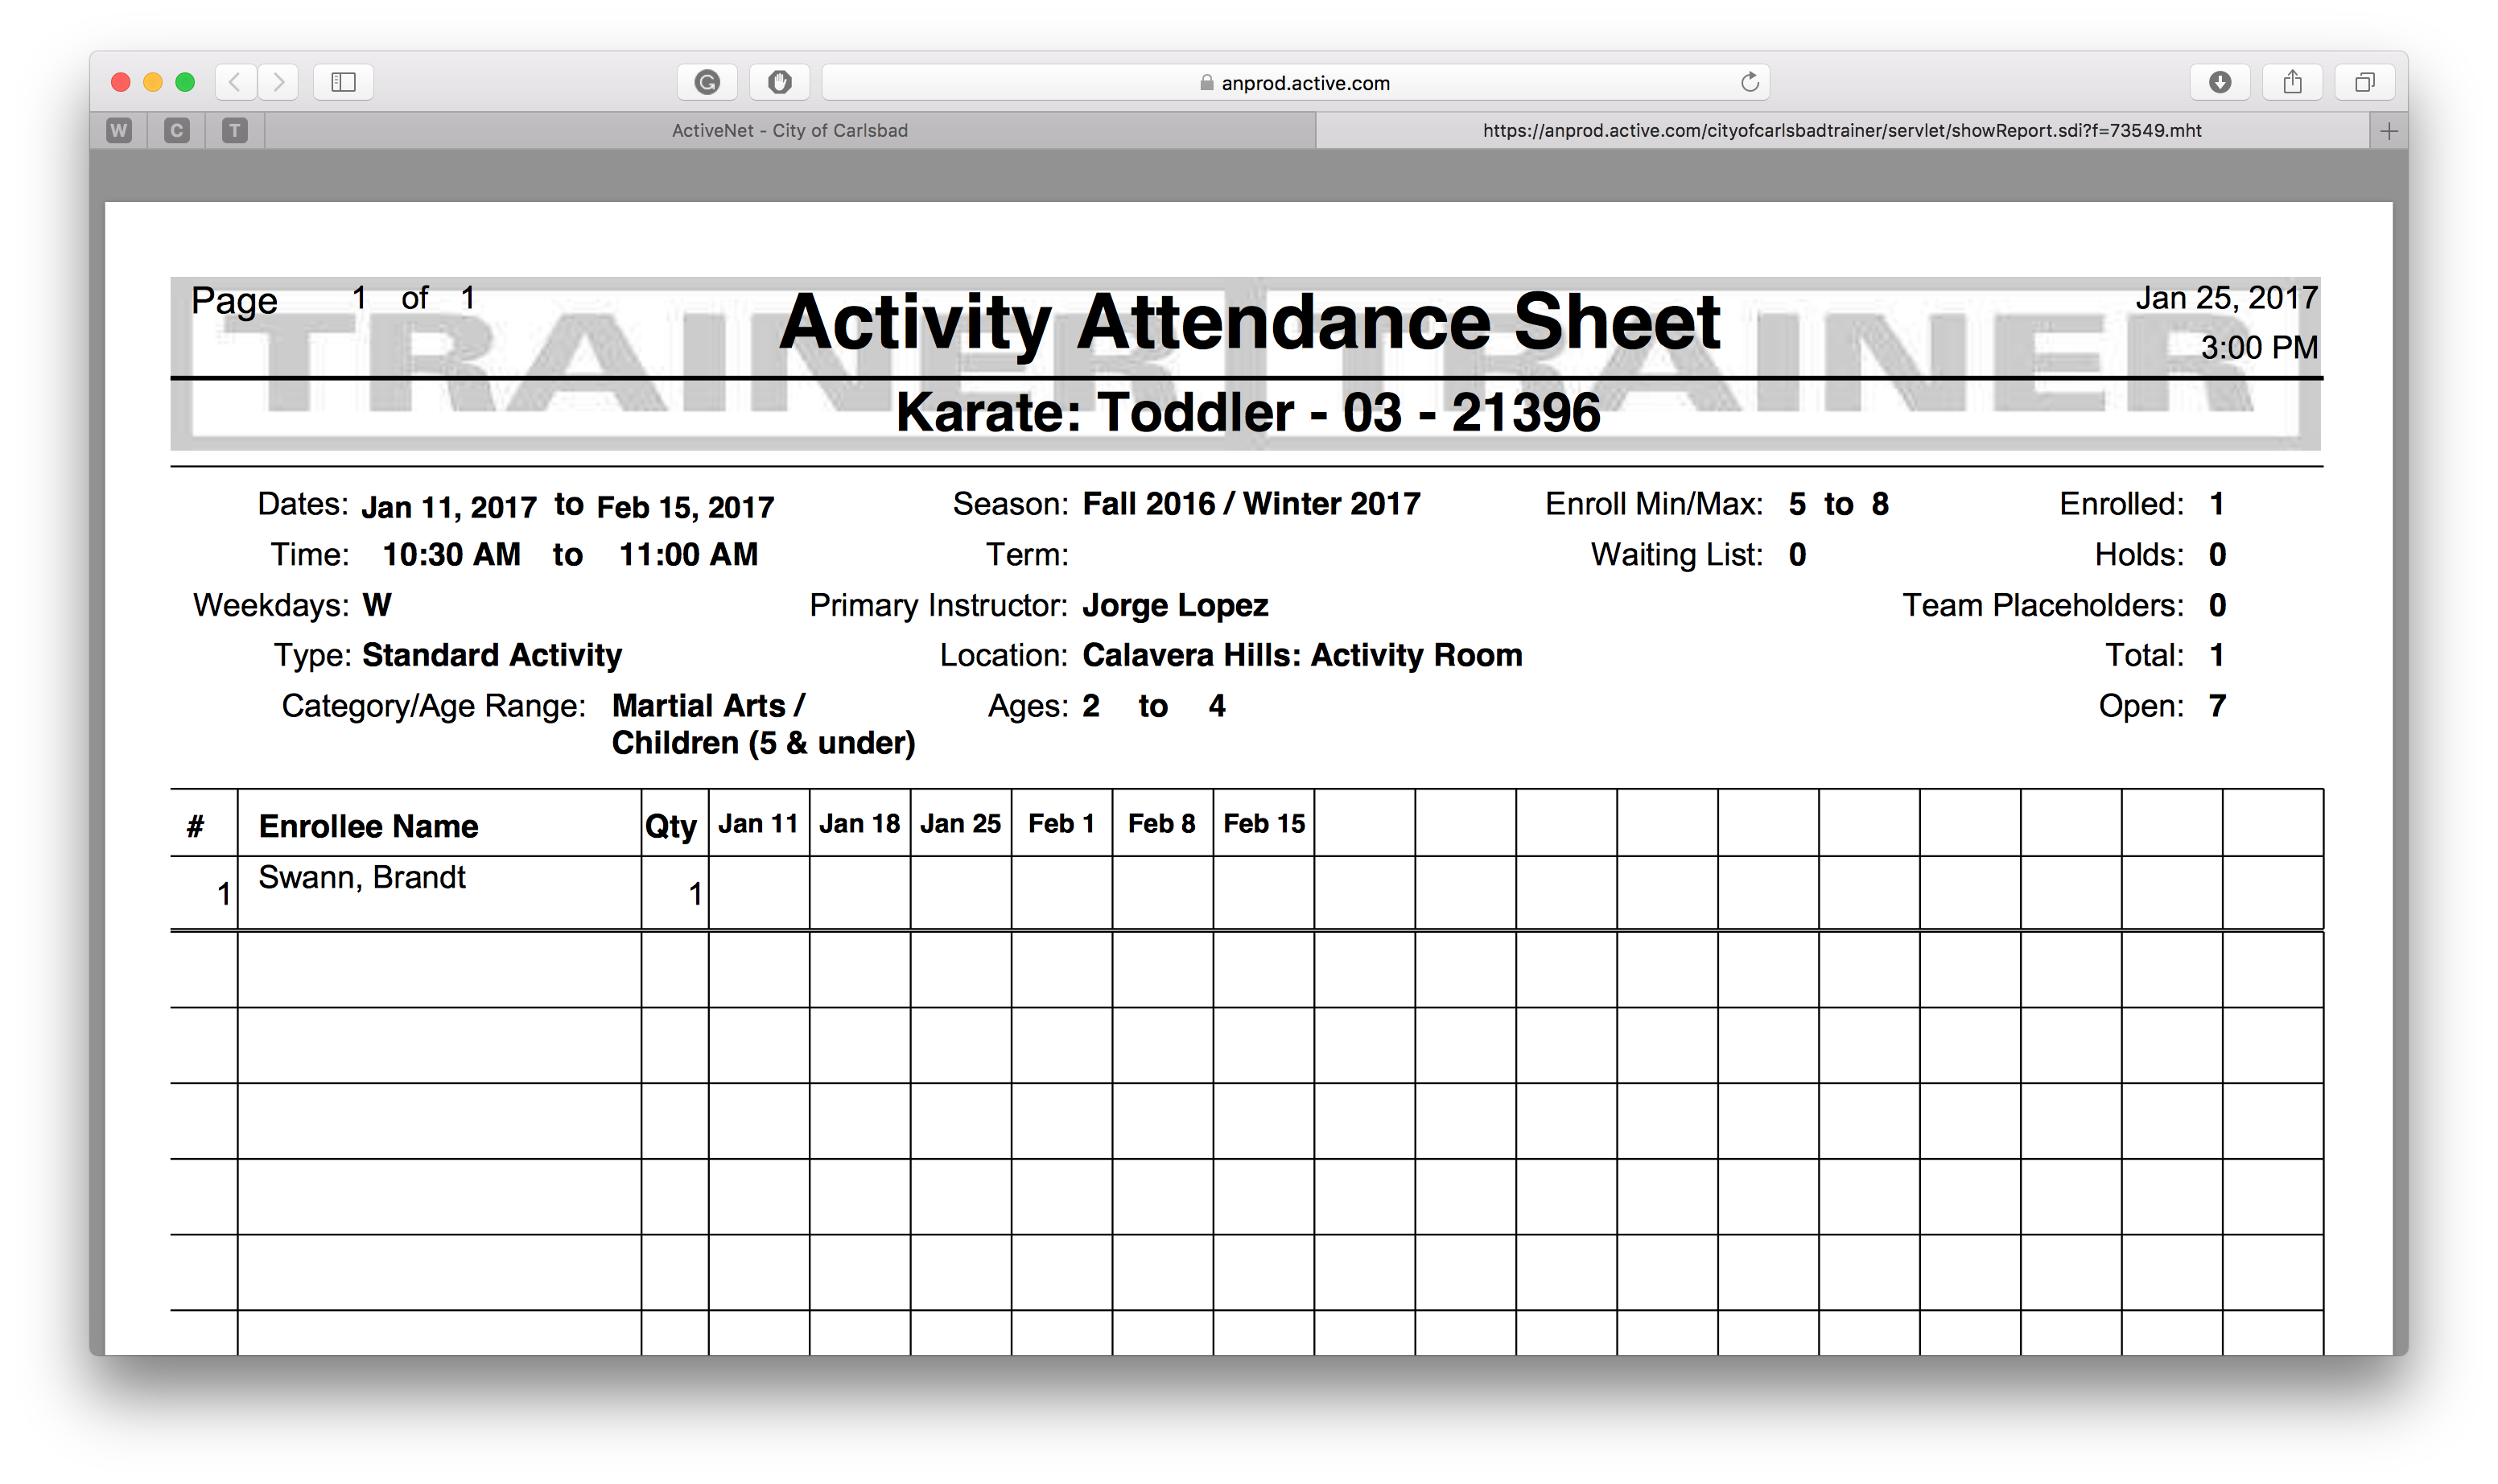 anprod.active.com
W C T ActiveNet - City of Carlsbad https://anprod.active.com/cityofcarlsbadtrainer/servlet/showReport.sdi?f=73549.mht
TRAINER TRAINER
Page 1 of 1 Activity Attendance Sheet Jan 25, 2017
3:00 PM
Karate: Toddler - 03 - 21396
Dates: Jan 11, 2017 to Feb 15, 2017 Season: Fall 2016 / Winter 2017 Enroll Min/Max: 5 to 8 Enrolled: 1
Time: 10:30 AM to 11:00 AM Term: Waiting List: 0 Holds: 0
Weekdays: W Primary Instructor: Jorge Lopez Team Placeholders: 0
Type: Standard Activity Location: Calavera Hills: Activity Room Total: 1
Category/Age Range: Martial Arts / Ages: 2 to 4 Open: 7
Children (5 & under)
# Enrollee Name Qty Jan 11 Jan 18 Jan 25 Feb 1 Feb 8 Feb 15
1 Swann, Brandt 1